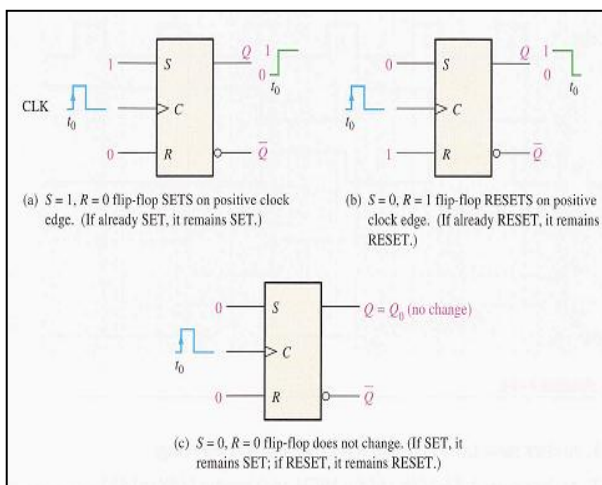 1 S Q 1
0
t0
CLK C
t0
0 R Q̅
(a) S = 1, R = 0 flip-flop SETS on positive clock
edge. (If already SET, it remains SET.)
0 S Q 1
0
t0
C
t0
1 R Q̅
(b) S = 0, R = 1 flip-flop RESETS on positive
clock edge. (If already RESET, it remains
RESET.)
0 S Q = Q0 (no change)
C
t0
0 R Q̅
(c) S = 0, R = 0 flip-flop does not change. (If SET, it
remains SET; if RESET, it remains RESET.)